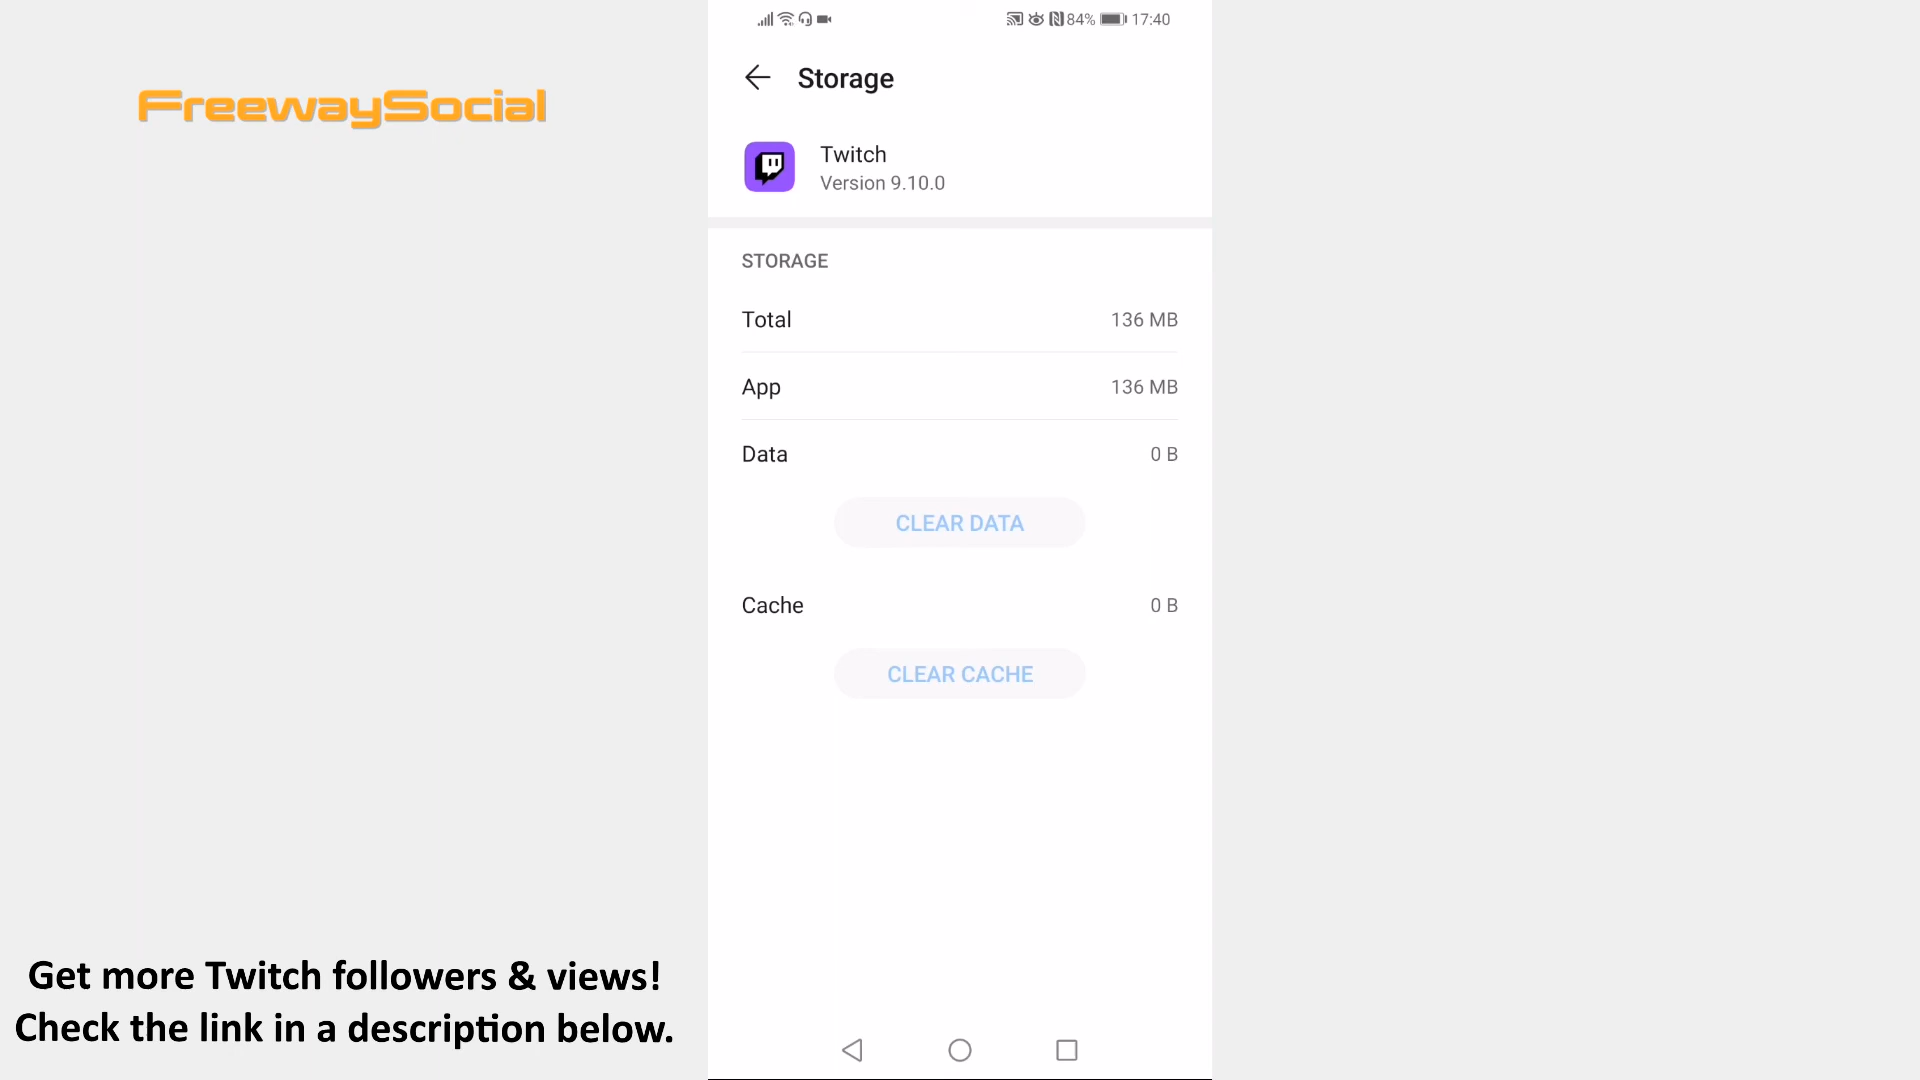 84% 17:40
Storage
FreewaySocial
Twitch
Version 9.10.0
STORAGE
Total 136 MB
App 136 MB
Data 0 B
CLEAR DATA
Cache 0 B
CLEAR CACHE
Get more Twitch followers & views!
Check the link in a description below.